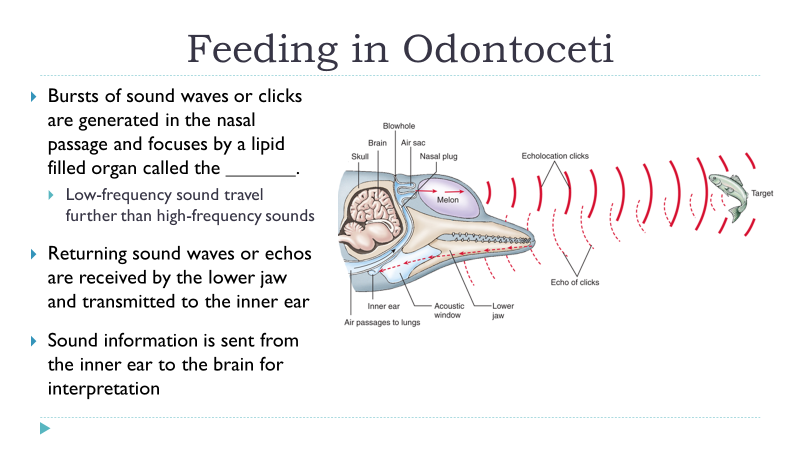 Feeding in Odontoceti
Bursts of sound waves or clicks
are generated in the nasal
passage and focuses by a lipid
filled organ called the _______.
Low-frequency sound travel
further than high-frequency sounds
Returning sound waves or echos
are received by the lower jaw
and transmitted to the inner ear
Sound information is sent from
the inner ear to the brain for
interpretation
Blowhole
Brain
Air sac
Skull
Nasal plug
Echolocation clicks
Melon
Target
Echo of clicks
Inner ear
Acoustic
window
Lower
jaw
Air passages to lungs